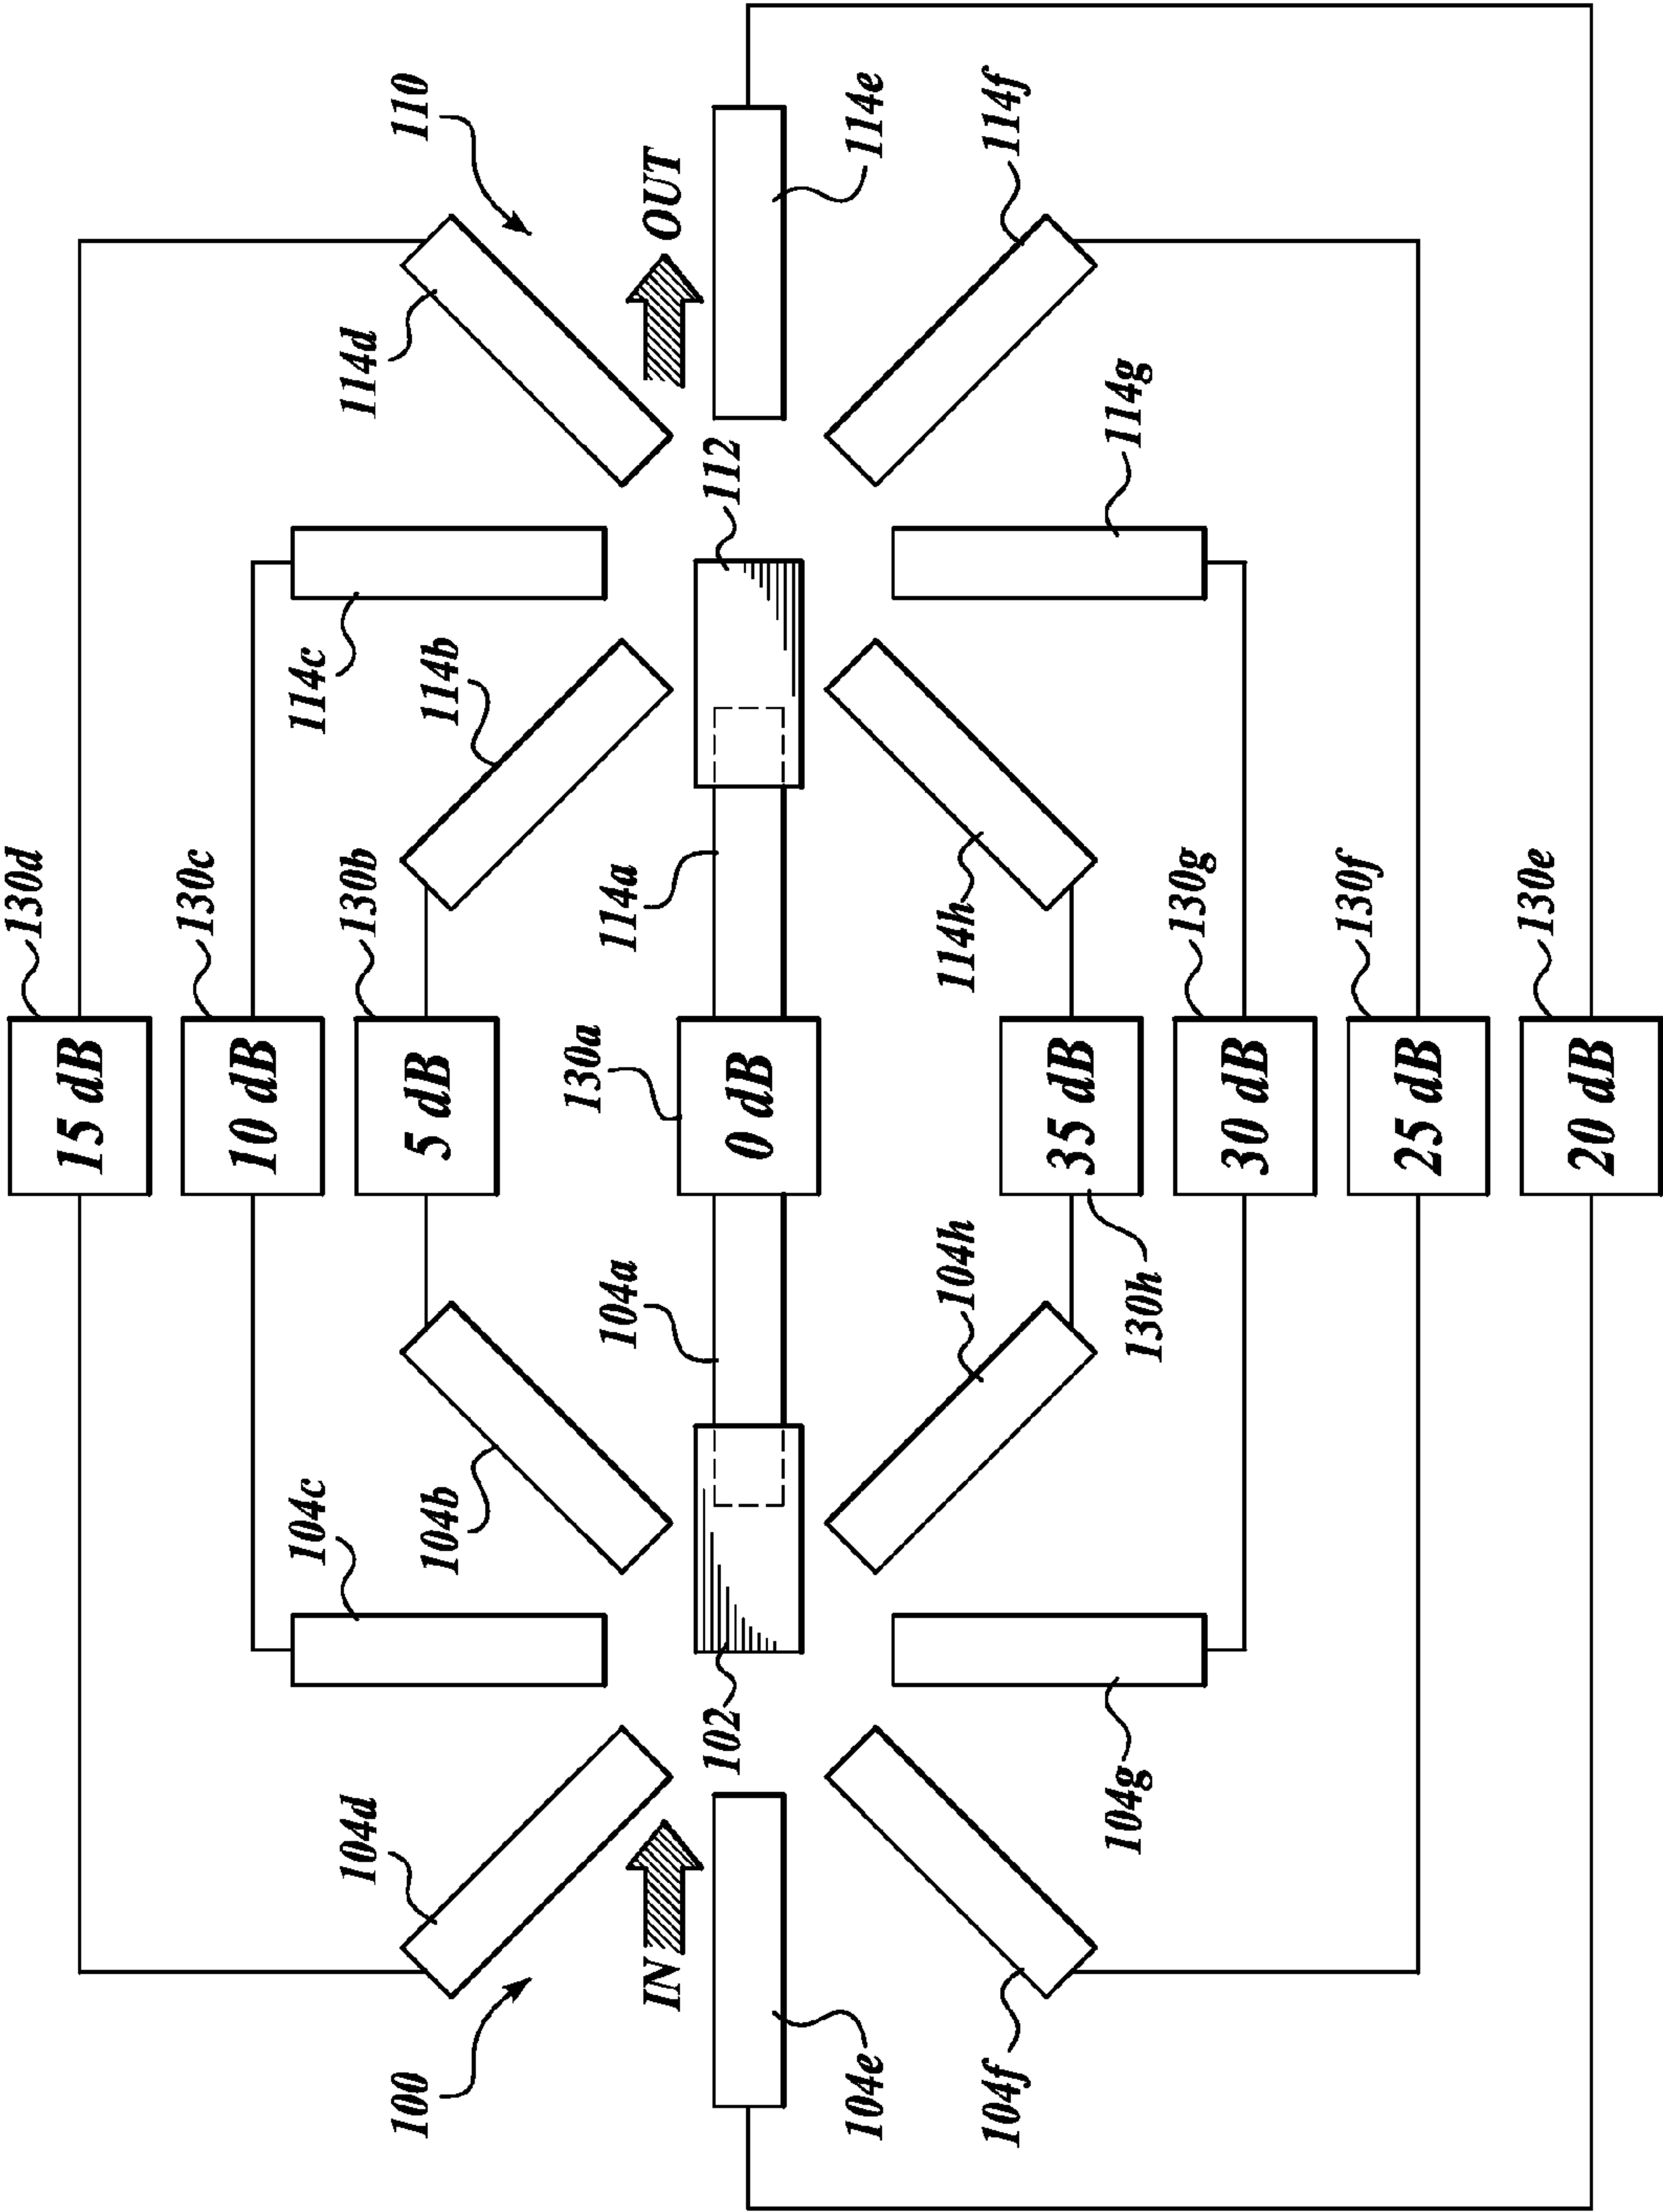 130d
15 dB
130c
10 dB
130b
5 dB
130a
0 dB
35 dB
130h
130g
30 dB
130f
25 dB
130e
20 dB
100
104d
104c
104b
104a
IN
102
104e
104f
104g
104h
110
114d
114c
114b
114a
OUT
112
114e
114f
114g
114h